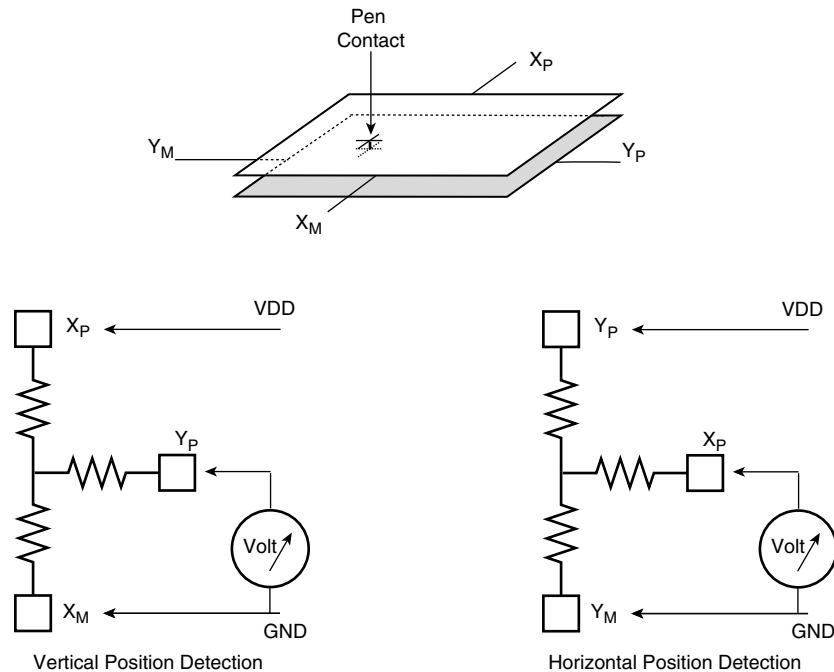 Pen
Contact
X_P
Y_M
Y_P
X_M
VDD
X_P
Y_P
Volt
X_M
GND
Vertical Position Detection
VDD
Y_P
X_P
Volt
Y_M
GND
Horizontal Position Detection